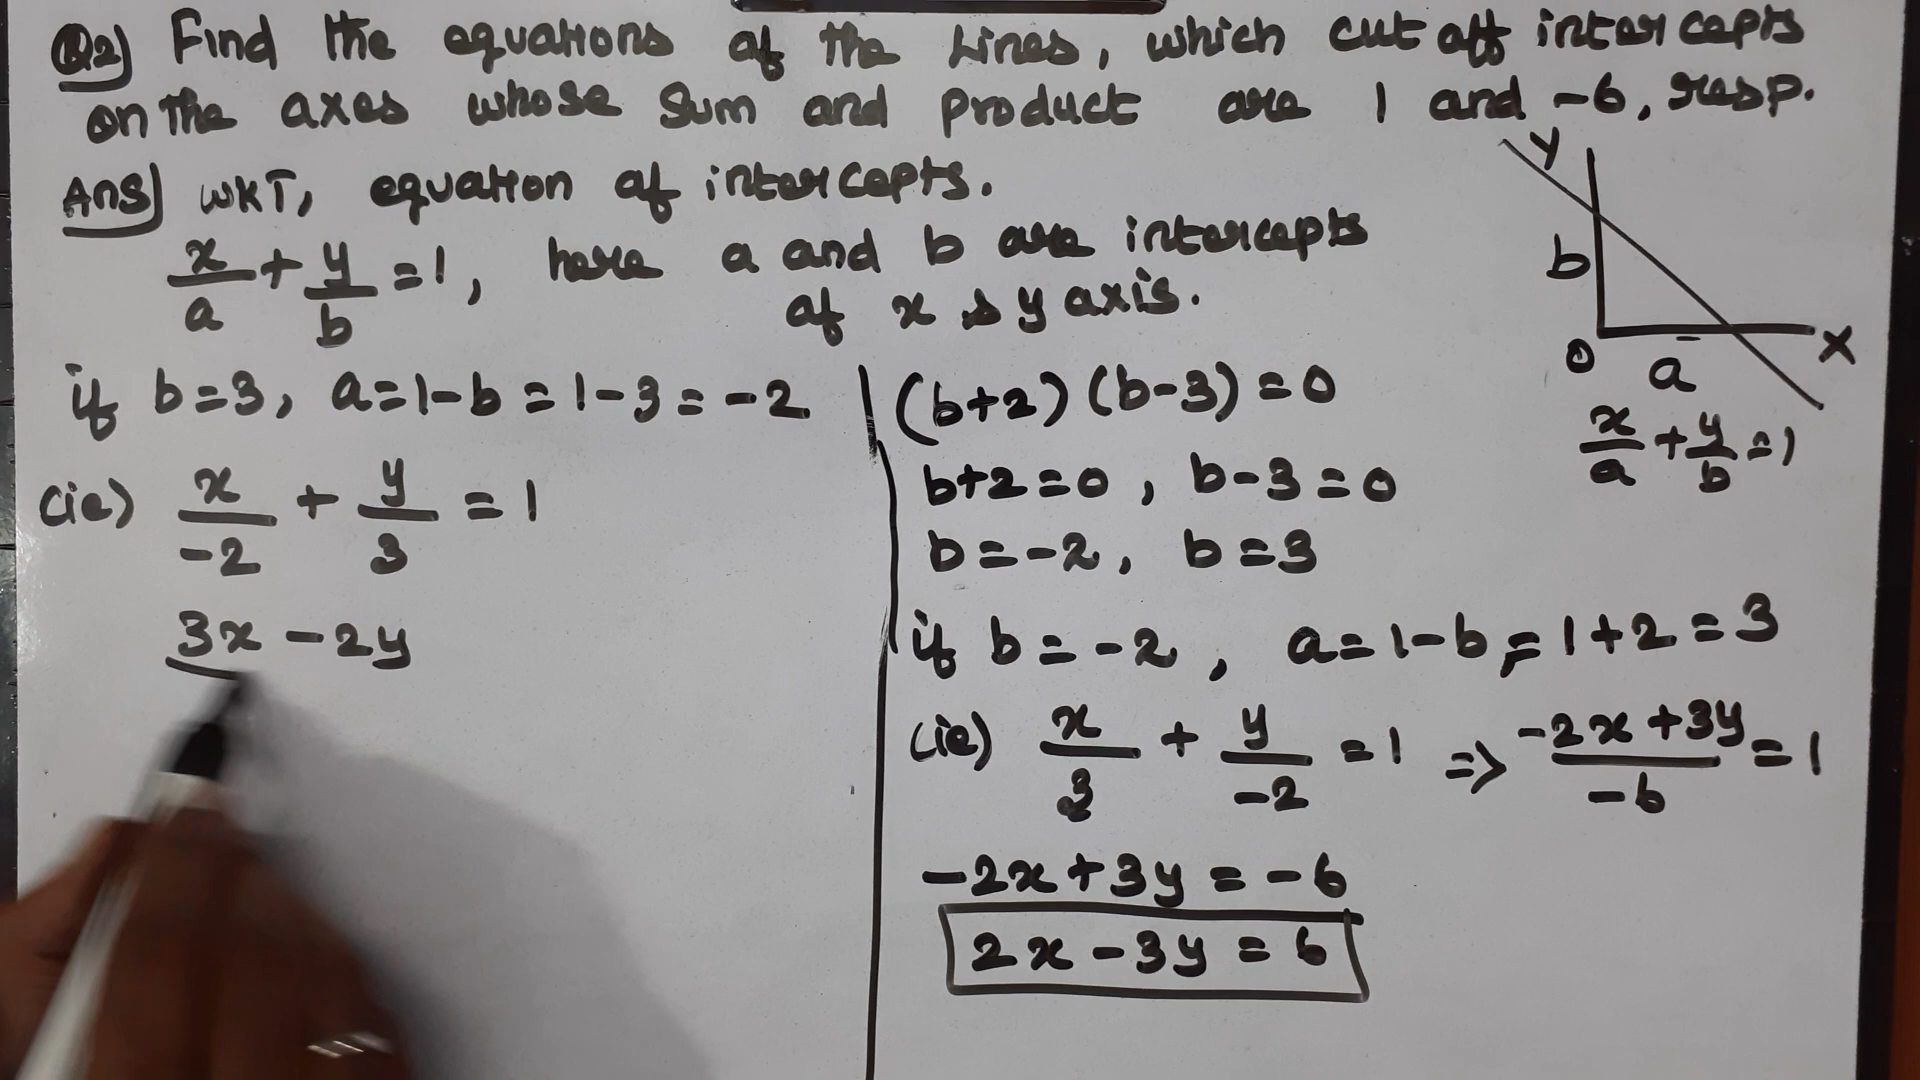 Q2) Find the equations of the Lines, which cut off intercepts
on the axes whose sum and product are 1 and -6, resp.
Ans) WKT, equation of intercepts.
x/a + y/b = 1, here a and b are intercepts
of x & y axis.
Y
b
O
a
X
x/a + y/b = 1
if b=3, a=1-b=1-3=-2
(ie) x/-2 + y/3 = 1
3x - 2y
(b+2)(b-3)=0
b+2=0, b-3=0
b=-2, b=3
if b=-2, a=1-b=1+2=3
(ie) x/3 + y/-2 = 1 => -2x+3y/-6 = 1
-2x+3y=-6
2x-3y=6